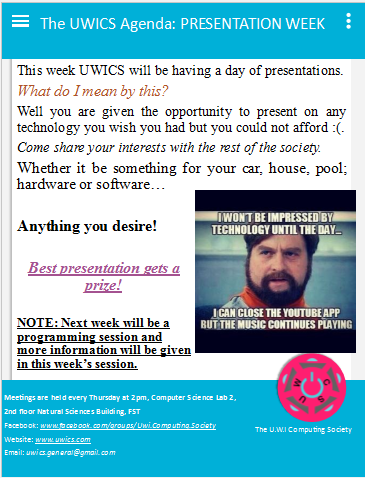 The UWICS Agenda: PRESENTATION WEEK
This week UWICS will be having a day of presentations.
What do I mean by this?
Well you are given the opportunity to present on any
technology you wish you had but you could not afford :(.
Come share your interests with the rest of the society.
Whether it be something for your car, house, pool;
hardware or software…
Anything you desire!
Best presentation gets a
prize!
NOTE: Next week will be a
programming session and
more information will be given
in this week's session.
I WON'T BE IMPRESSED BY
TECHNOLOGY UNTIL THE DAY...
I CAN CLOSE THE YOUTUBE APP
BUT THE MUSIC CONTINUES PLAYING
UWICS
Meetings are held every Thursday at 2pm, Computer Science Lab 2,
2nd floor Natural Sciences Building, FST
Facebook: www.facebook.com/groups/Uwi.Computing.Society
Website: www.uwics.com
Email: uwics.general@gmail.com
The U.W.I Computing Society